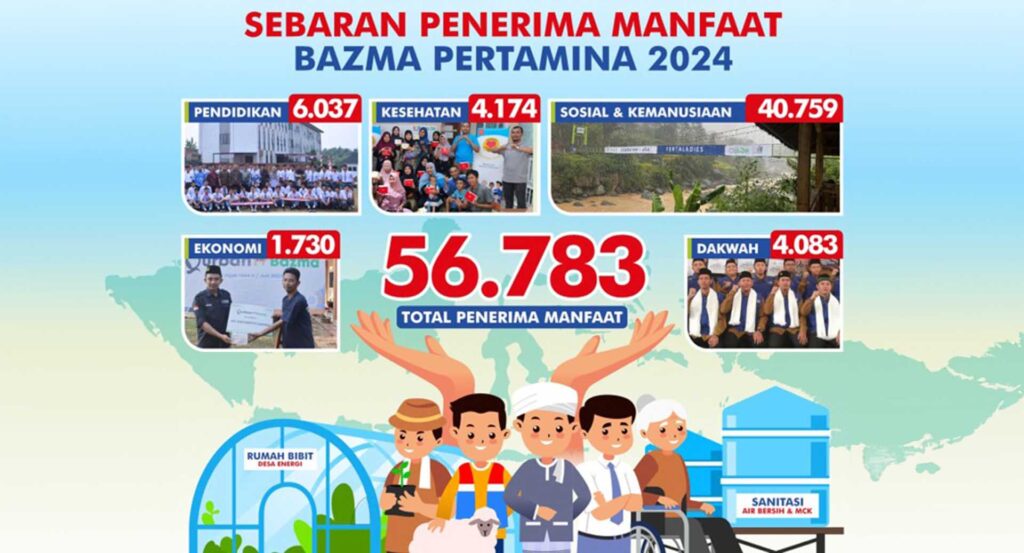 SEBARAN PENERIMA MANFAAT
BAZMA PERTAMINA 2024
PENDIDIKAN 6.037
KESEHATAN 4.174
SOSIAL & KEMANUSIAAN 40.759
EKONOMI 1.730
Bazma
56.783
TOTAL PENERIMA MANFAAT
DAKWAH 4.083
RUMAH BIBIT
DESA ENERGI
SANITASI
AIR BERSIH & MCK